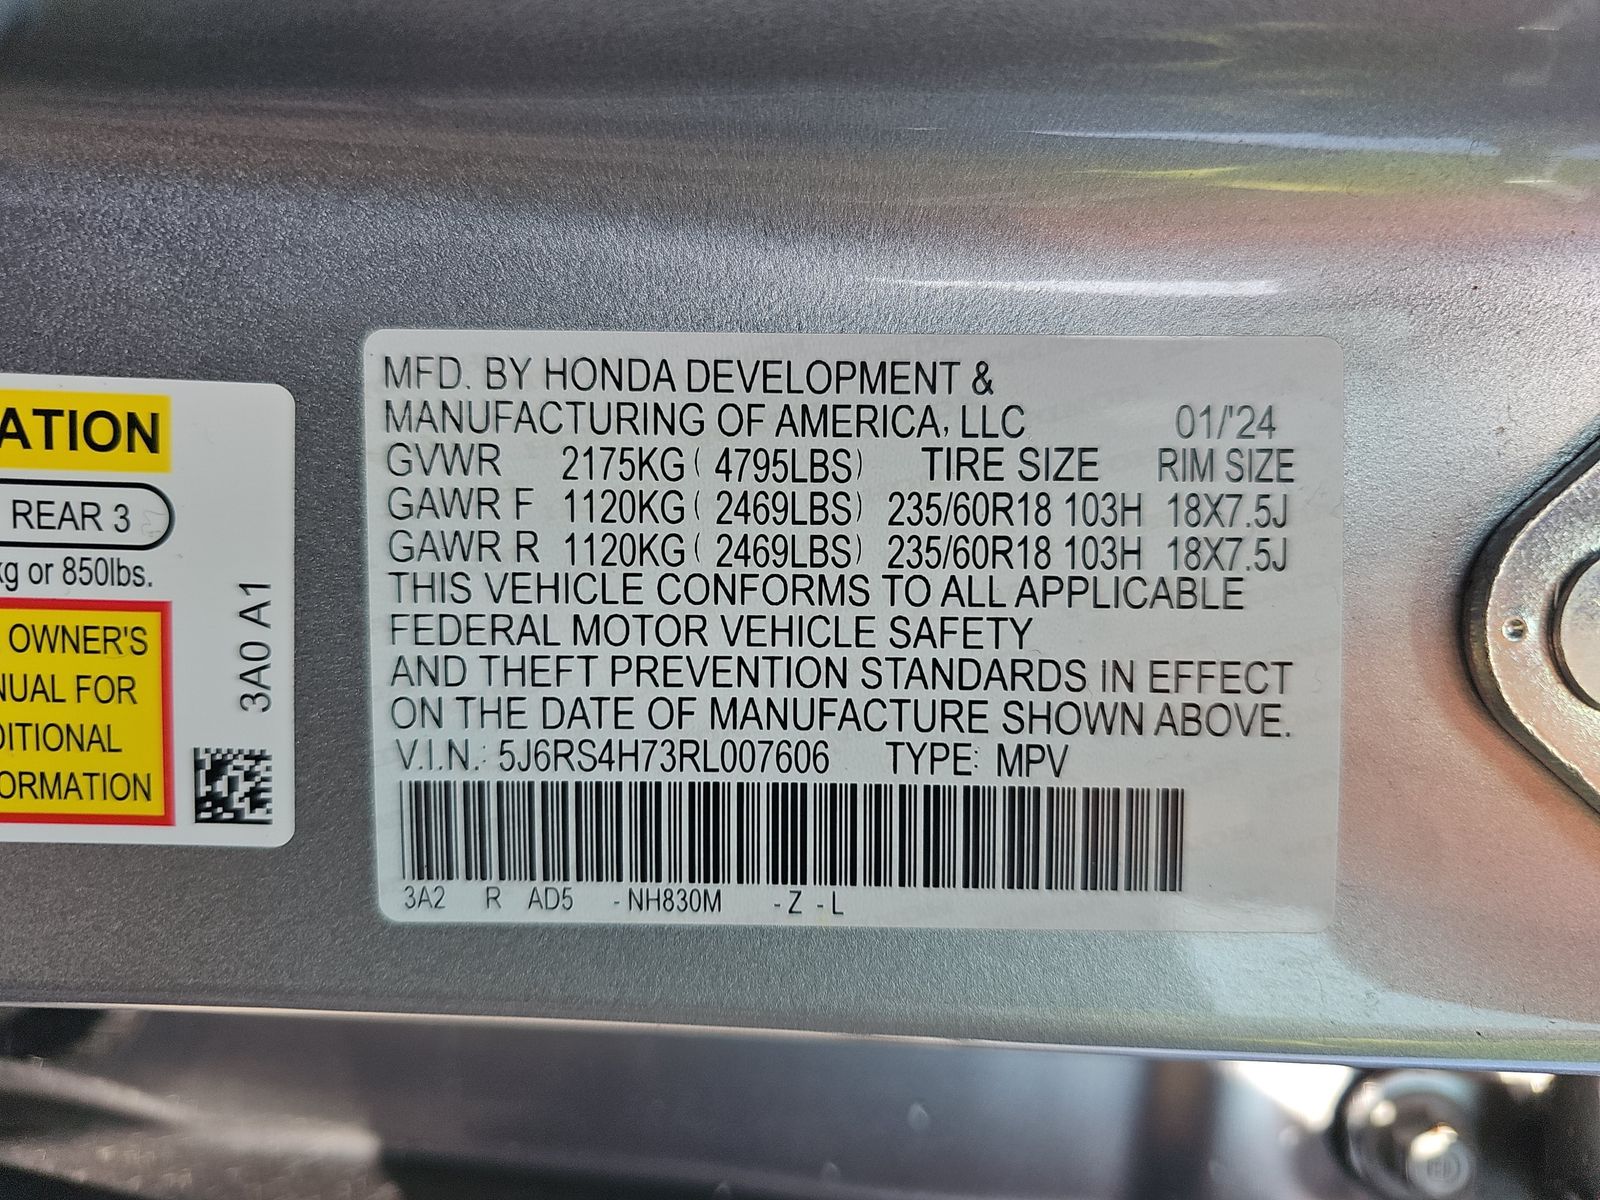 ATION
REAR 3
kg or 850lbs.
OWNER'S
NUAL FOR
DITIONAL
ORMATION
3A0 A1
MFD. BY HONDA DEVELOPMENT &
MANUFACTURING OF AMERICA, LLC 01/'24
GVWR 2175KG ( 4795LBS) TIRE SIZE RIM SIZE
GAWR F 1120KG ( 2469LBS) 235/60R18 103H 18X7.5J
GAWR R 1120KG ( 2469LBS) 235/60R18 103H 18X7.5J
THIS VEHICLE CONFORMS TO ALL APPLICABLE
FEDERAL MOTOR VEHICLE SAFETY
AND THEFT PREVENTION STANDARDS IN EFFECT
ON THE DATE OF MANUFACTURE SHOWN ABOVE.
V.I.N.: 5J6RS4H73RL007606 TYPE: MPV
3A2 R AD5 - NH830M - Z - L